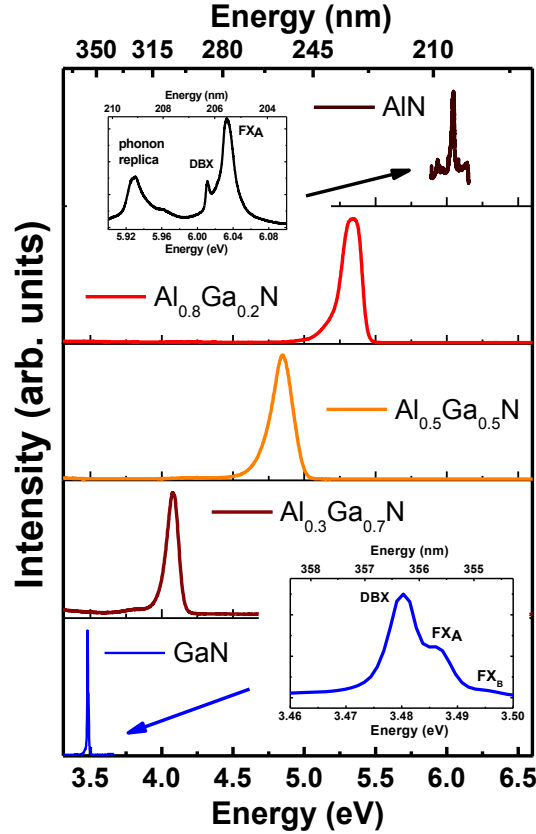 Energy (nm)
350 315 280 245 210
Energy (nm)
210 208 206 204
phonon
replica
DBX
FXA
5.92 5.96 6.00 6.04 6.08
Energy (eV)
AlN
Al0.8Ga0.2N
Al0.5Ga0.5N
Al0.3Ga0.7N
GaN
Energy (nm)
358 357 356 355
DBX
FXA
FXB
3.46 3.47 3.48 3.49 3.50
Energy (eV)
Intensity (arb. units)
3.5 4.0 4.5 5.0 5.5 6.0 6.5
Energy (eV)